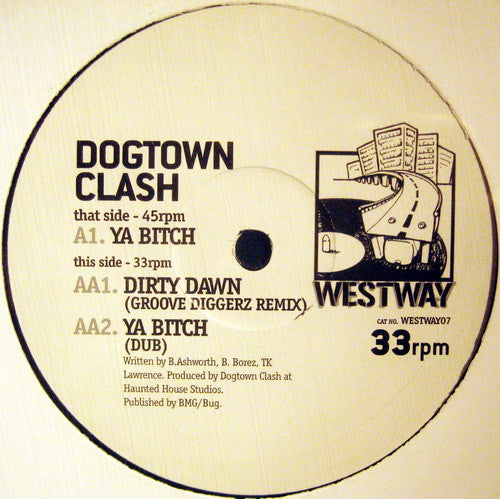 DOGTOWN
CLASH
that side - 45rpm
A1. YA BITCH
this side - 33rpm
AA1. DIRTY DAWN
(GROOVE DIGGERZ REMIX)
AA2. YA BITCH
(DUB)
Written by B.Ashworth, B. Borez, TK
Lawrence. Produced by Dogtown Clash at
Haunted House Studios.
Published by BMG/Bug.
WESTWAY
CAT NO. WESTWAY07
33rpm